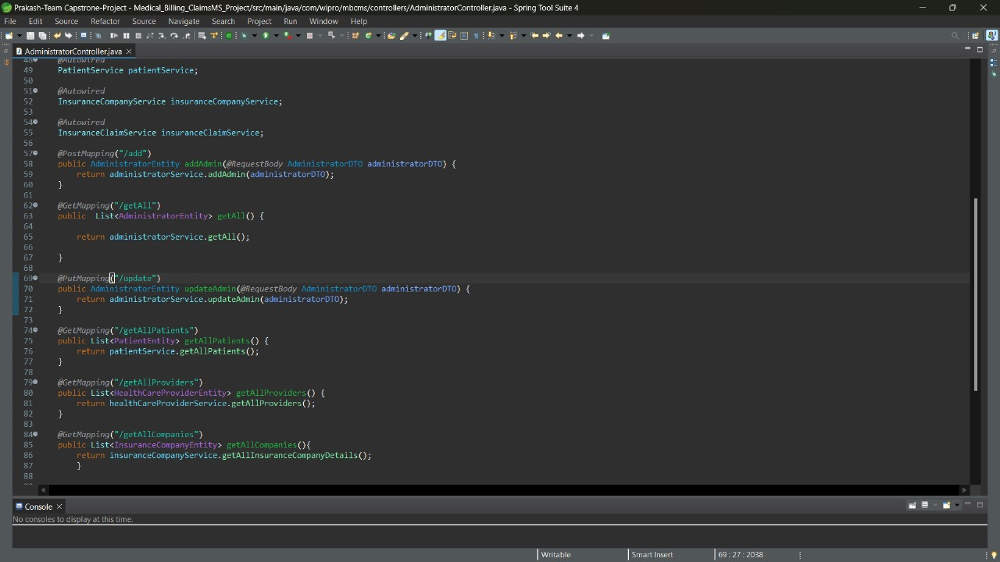 Prakash-Team Capstrone-Project - Medical_Billing_ClaimsMS_Project/src/main/java/com/wipro/mbcms/controllers/AdministratorController.java - Spring Tool Suite 4
File Edit Source Refactor Source Navigate Search Project Run Window Help
AdministratorController.java
48 @Autowired
49 PatientService patientService;
50
51 @Autowired
52 InsuranceCompanyService insuranceCompanyService;
53
54 @Autowired
55 InsuranceClaimService insuranceClaimService;
56
57 @PostMapping("/add")
58 public AdministratorEntity addAdmin(@RequestBody AdministratorDTO administratorDTO) {
59 return administratorService.addAdmin(administratorDTO);
60 }
61
62 @GetMapping("/getAll")
63 public List<AdministratorEntity> getAll() {
64
65 return administratorService.getAll();
66
67 }
68
69 @PutMapping("/update")
70 public AdministratorEntity updateAdmin(@RequestBody AdministratorDTO administratorDTO) {
71 return administratorService.updateAdmin(administratorDTO);
72 }
73
74 @GetMapping("/getAllPatients")
75 public List<PatientEntity> getAllPatients() {
76 return patientService.getAllPatients();
77 }
78
79 @GetMapping("/getAllProviders")
80 public List<HealthCareProviderEntity> getAllProviders() {
81 return healthCareProviderService.getAllProviders();
82 }
83
84 @GetMapping("/getAllCompanies")
85 public List<InsuranceCompanyEntity> getAllCompanies(){
86 return insuranceCompanyService.getAllInsuranceCompanyDetails();
87 }
88
Console
No consoles to display at this time.
Writable Smart Insert 69 : 27 : 2038